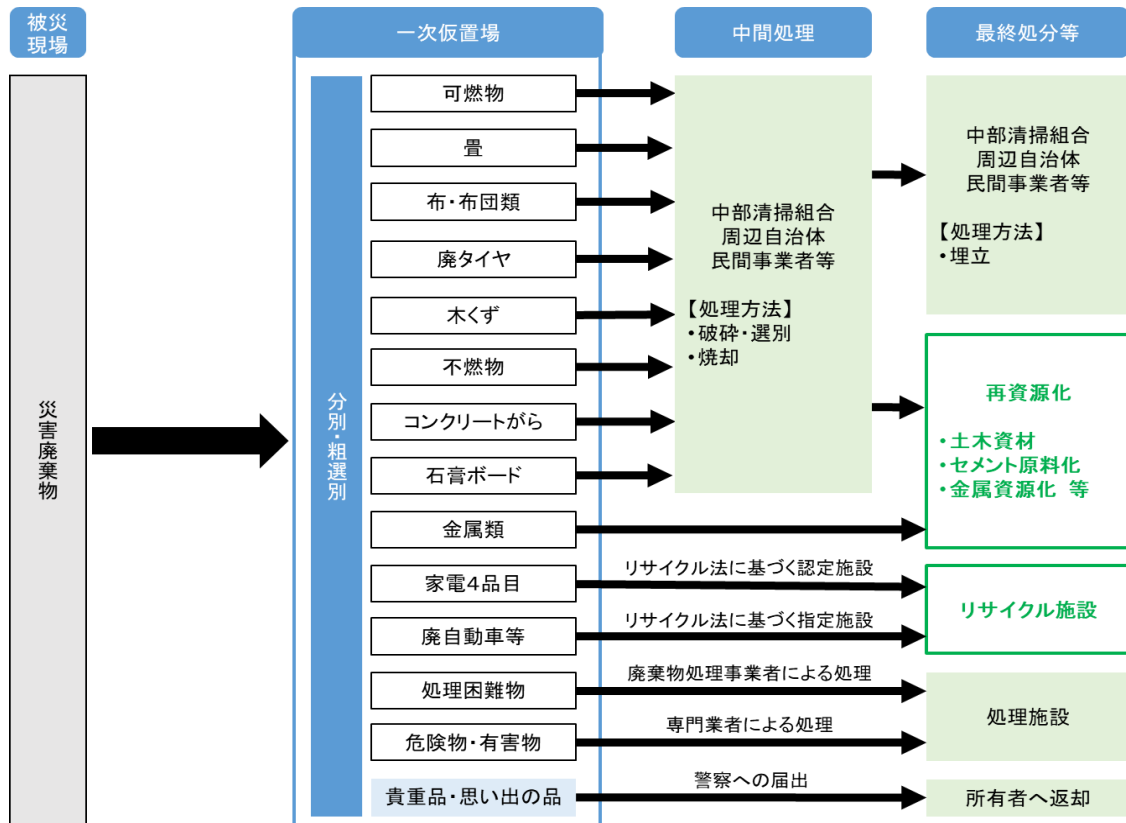 被災
現場
一次仮置場
中間処理
最終処分等
災害廃棄物
分別・粗選別
可燃物
畳
布・布団類
廃タイヤ
木くず
不燃物
コンクリートがら
石膏ボード
金属類
家電4品目
廃自動車等
処理困難物
危険物・有害物
貴重品・思い出の品
中部清掃組合
周辺自治体
民間事業者等
【処理方法】
・破砕・選別
・焼却
リサイクル法に基づく認定施設
リサイクル法に基づく指定施設
廃棄物処理事業者による処理
専門業者による処理
警察への届出
中部清掃組合
周辺自治体
民間事業者等
【処理方法】
・埋立
再資源化
・土木資材
・セメント原料化
・金属資源化 等
リサイクル施設
処理施設
所有者へ返却